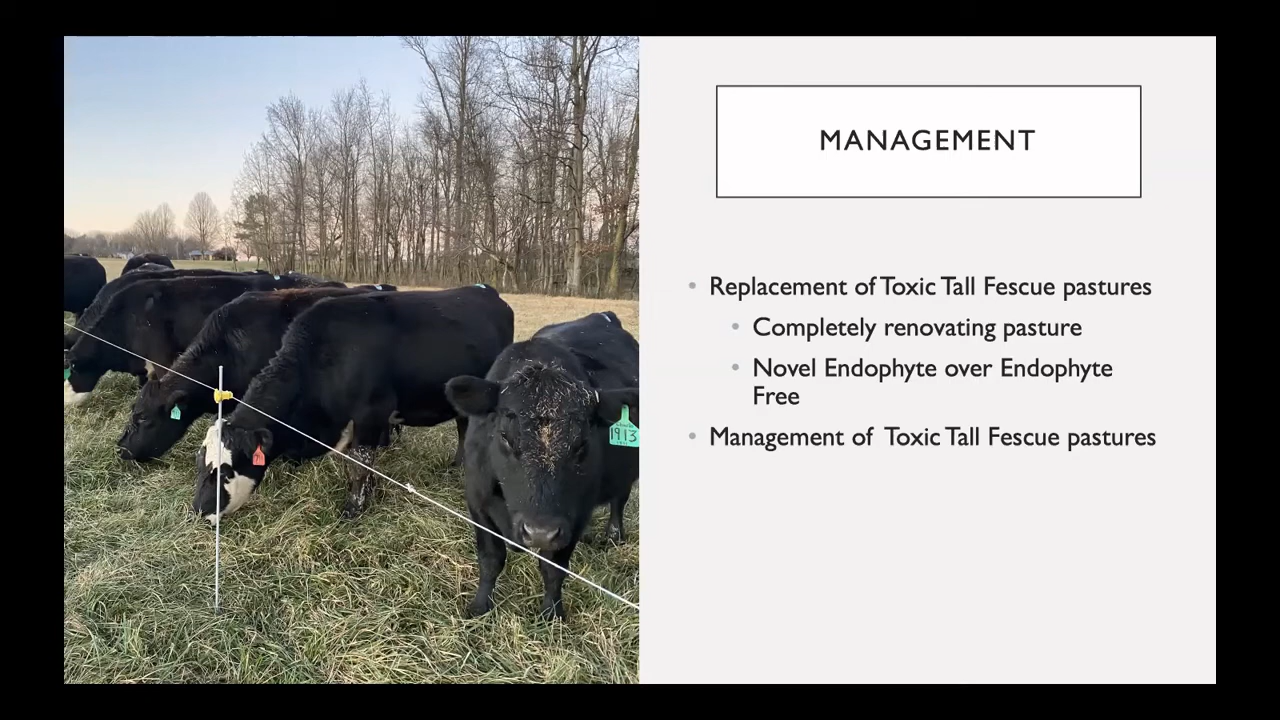 MANAGEMENT
Replacement of Toxic Tall Fescue pastures
Completely renovating pasture
Novel Endophyte over Endophyte
Free
Management of Toxic Tall Fescue pastures
1913